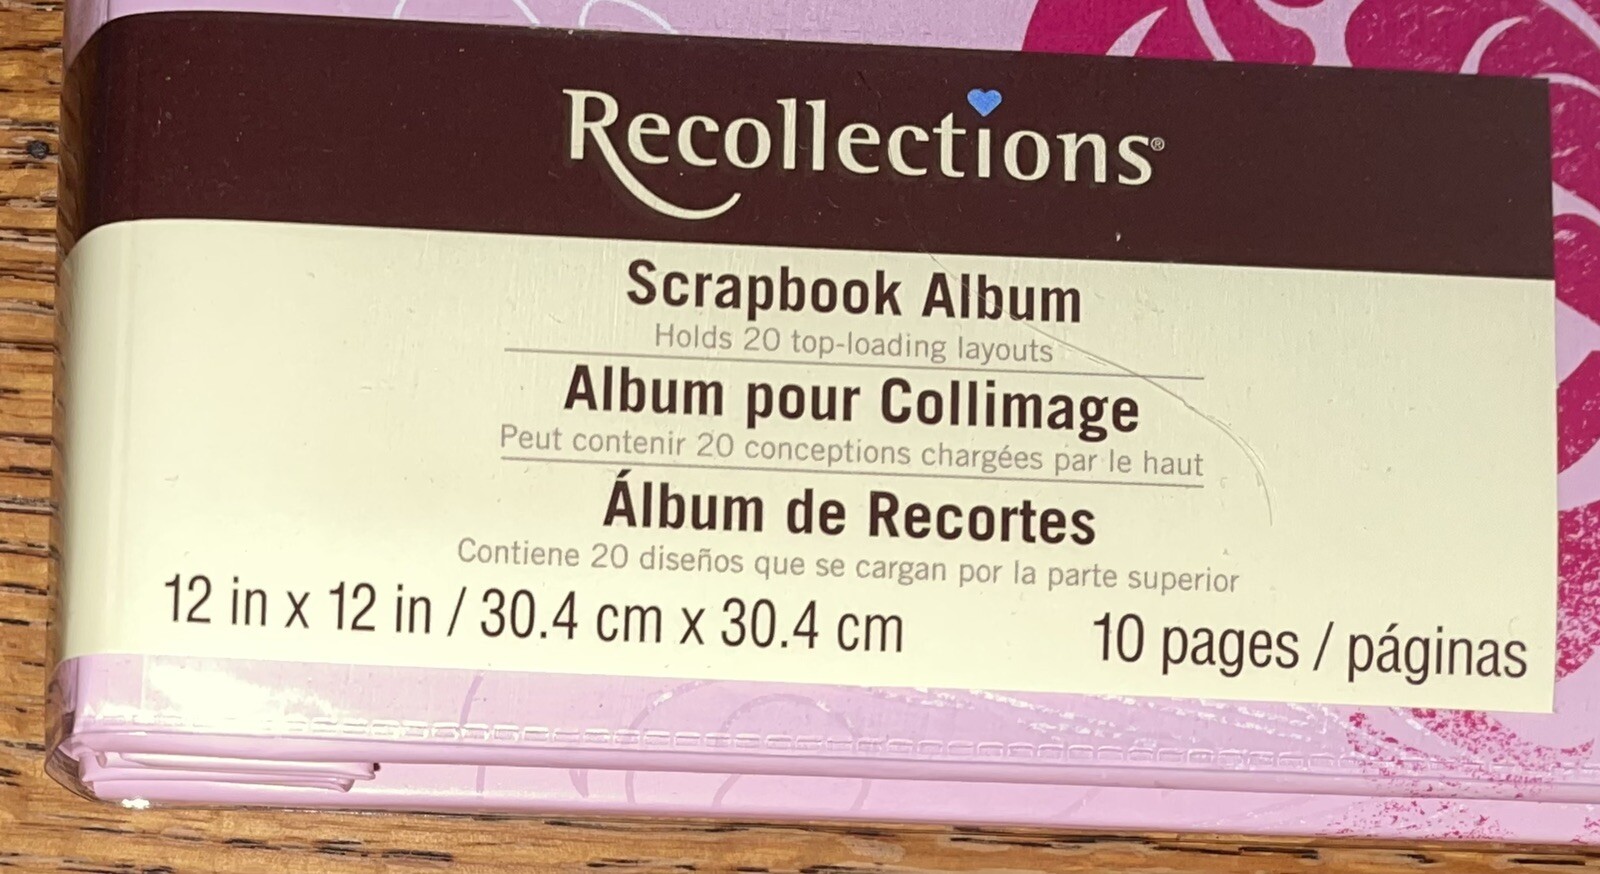 Recollections®
Scrapbook Album
Holds 20 top-loading layouts
Album pour Collimage
Peut contenir 20 conceptions chargées par le haut
Álbum de Recortes
Contiene 20 diseños que se cargan por la parte superior
12 in x 12 in / 30.4 cm x 30.4 cm 10 pages / páginas